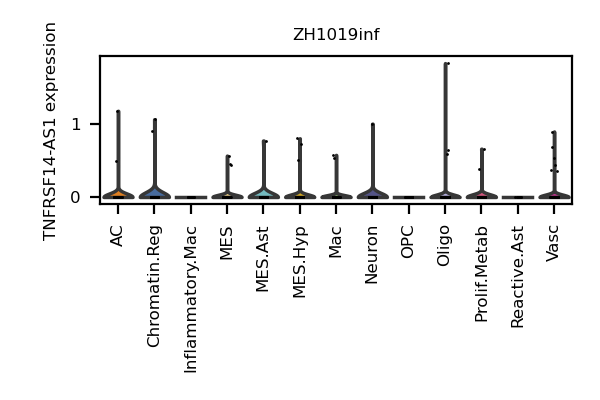 ZH1019inf
TNFRSF14-AS1 expression
1
0
AC
Chromatin.Reg
Inflammatory.Mac
MES
MES.Ast
MES.Hyp
Mac
Neuron
OPC
Oligo
Prolif.Metab
Reactive.Ast
Vasc